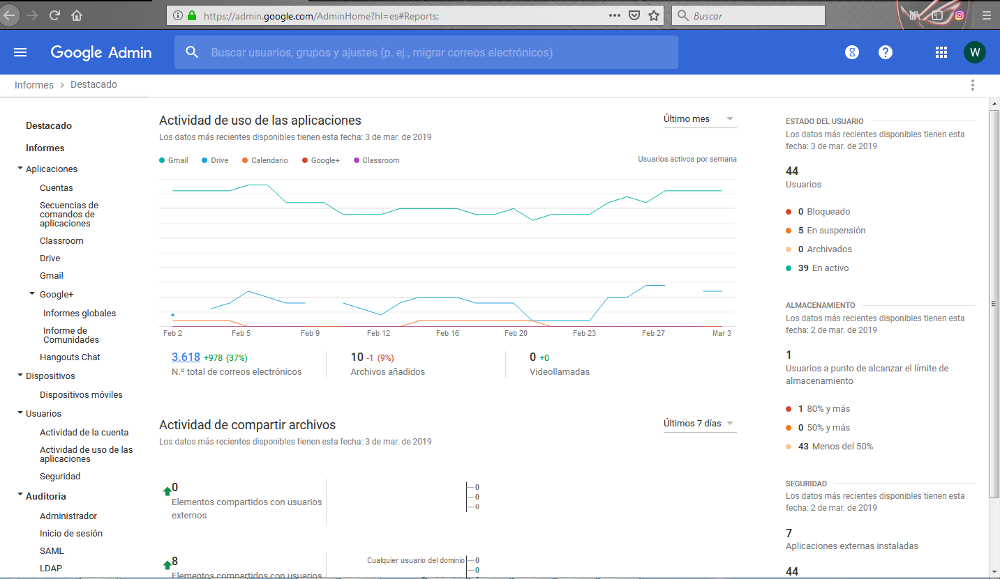 https://admin.google.com/AdminHome?hl=es#Reports:
Buscar
Google Admin
Buscar usuarios, grupos y ajustes (p. ej., migrar correos electrónicos)
8
?
W
Informes > Destacado
Destacado
Informes
Aplicaciones
Cuentas
Secuencias de
comandos de
aplicaciones
Classroom
Drive
Gmail
Google+
Informes globales
Informe de
Comunidades
Hangouts Chat
Dispositivos
Dispositivos móviles
Usuarios
Actividad de la cuenta
Actividad de uso de las
aplicaciones
Seguridad
Auditoría
Administrador
Inicio de sesión
SAML
LDAP
Actividad de uso de las aplicaciones
Último mes
Los datos más recientes disponibles tienen esta fecha: 3 de mar. de 2019
Gmail Drive Calendario Google+ Classroom
Usuarios activos por semana
Feb 2 Feb 5 Feb 9 Feb 12 Feb 16 Feb 20 Feb 23 Feb 27 Mar 3
3.618 +978 (37%)
N.º total de correos electrónicos
10 -1 (9%)
Archivos añadidos
0 +0
Videollamadas
Actividad de compartir archivos
Últimos 7 días
Los datos más recientes disponibles tienen esta fecha: 3 de mar. de 2019
0
Elementos compartidos con usuarios
externos
0
0
0
8
Elementos compartidos con usuarios
Cualquier usuario del dominio
0
0
ESTADO DEL USUARIO
Los datos más recientes disponibles tienen esta
fecha: 3 de mar. de 2019
44
Usuarios
0 Bloqueado
5 En suspensión
0 Archivados
39 En activo
ALMACENAMIENTO
Los datos más recientes disponibles tienen esta
fecha: 2 de mar. de 2019
1
Usuarios a punto de alcanzar el límite de
almacenamiento
1 80% y más
0 50% y más
43 Menos del 50%
SEGURIDAD
Los datos más recientes disponibles tienen esta
fecha: 2 de mar. de 2019
7
Aplicaciones externas instaladas
44